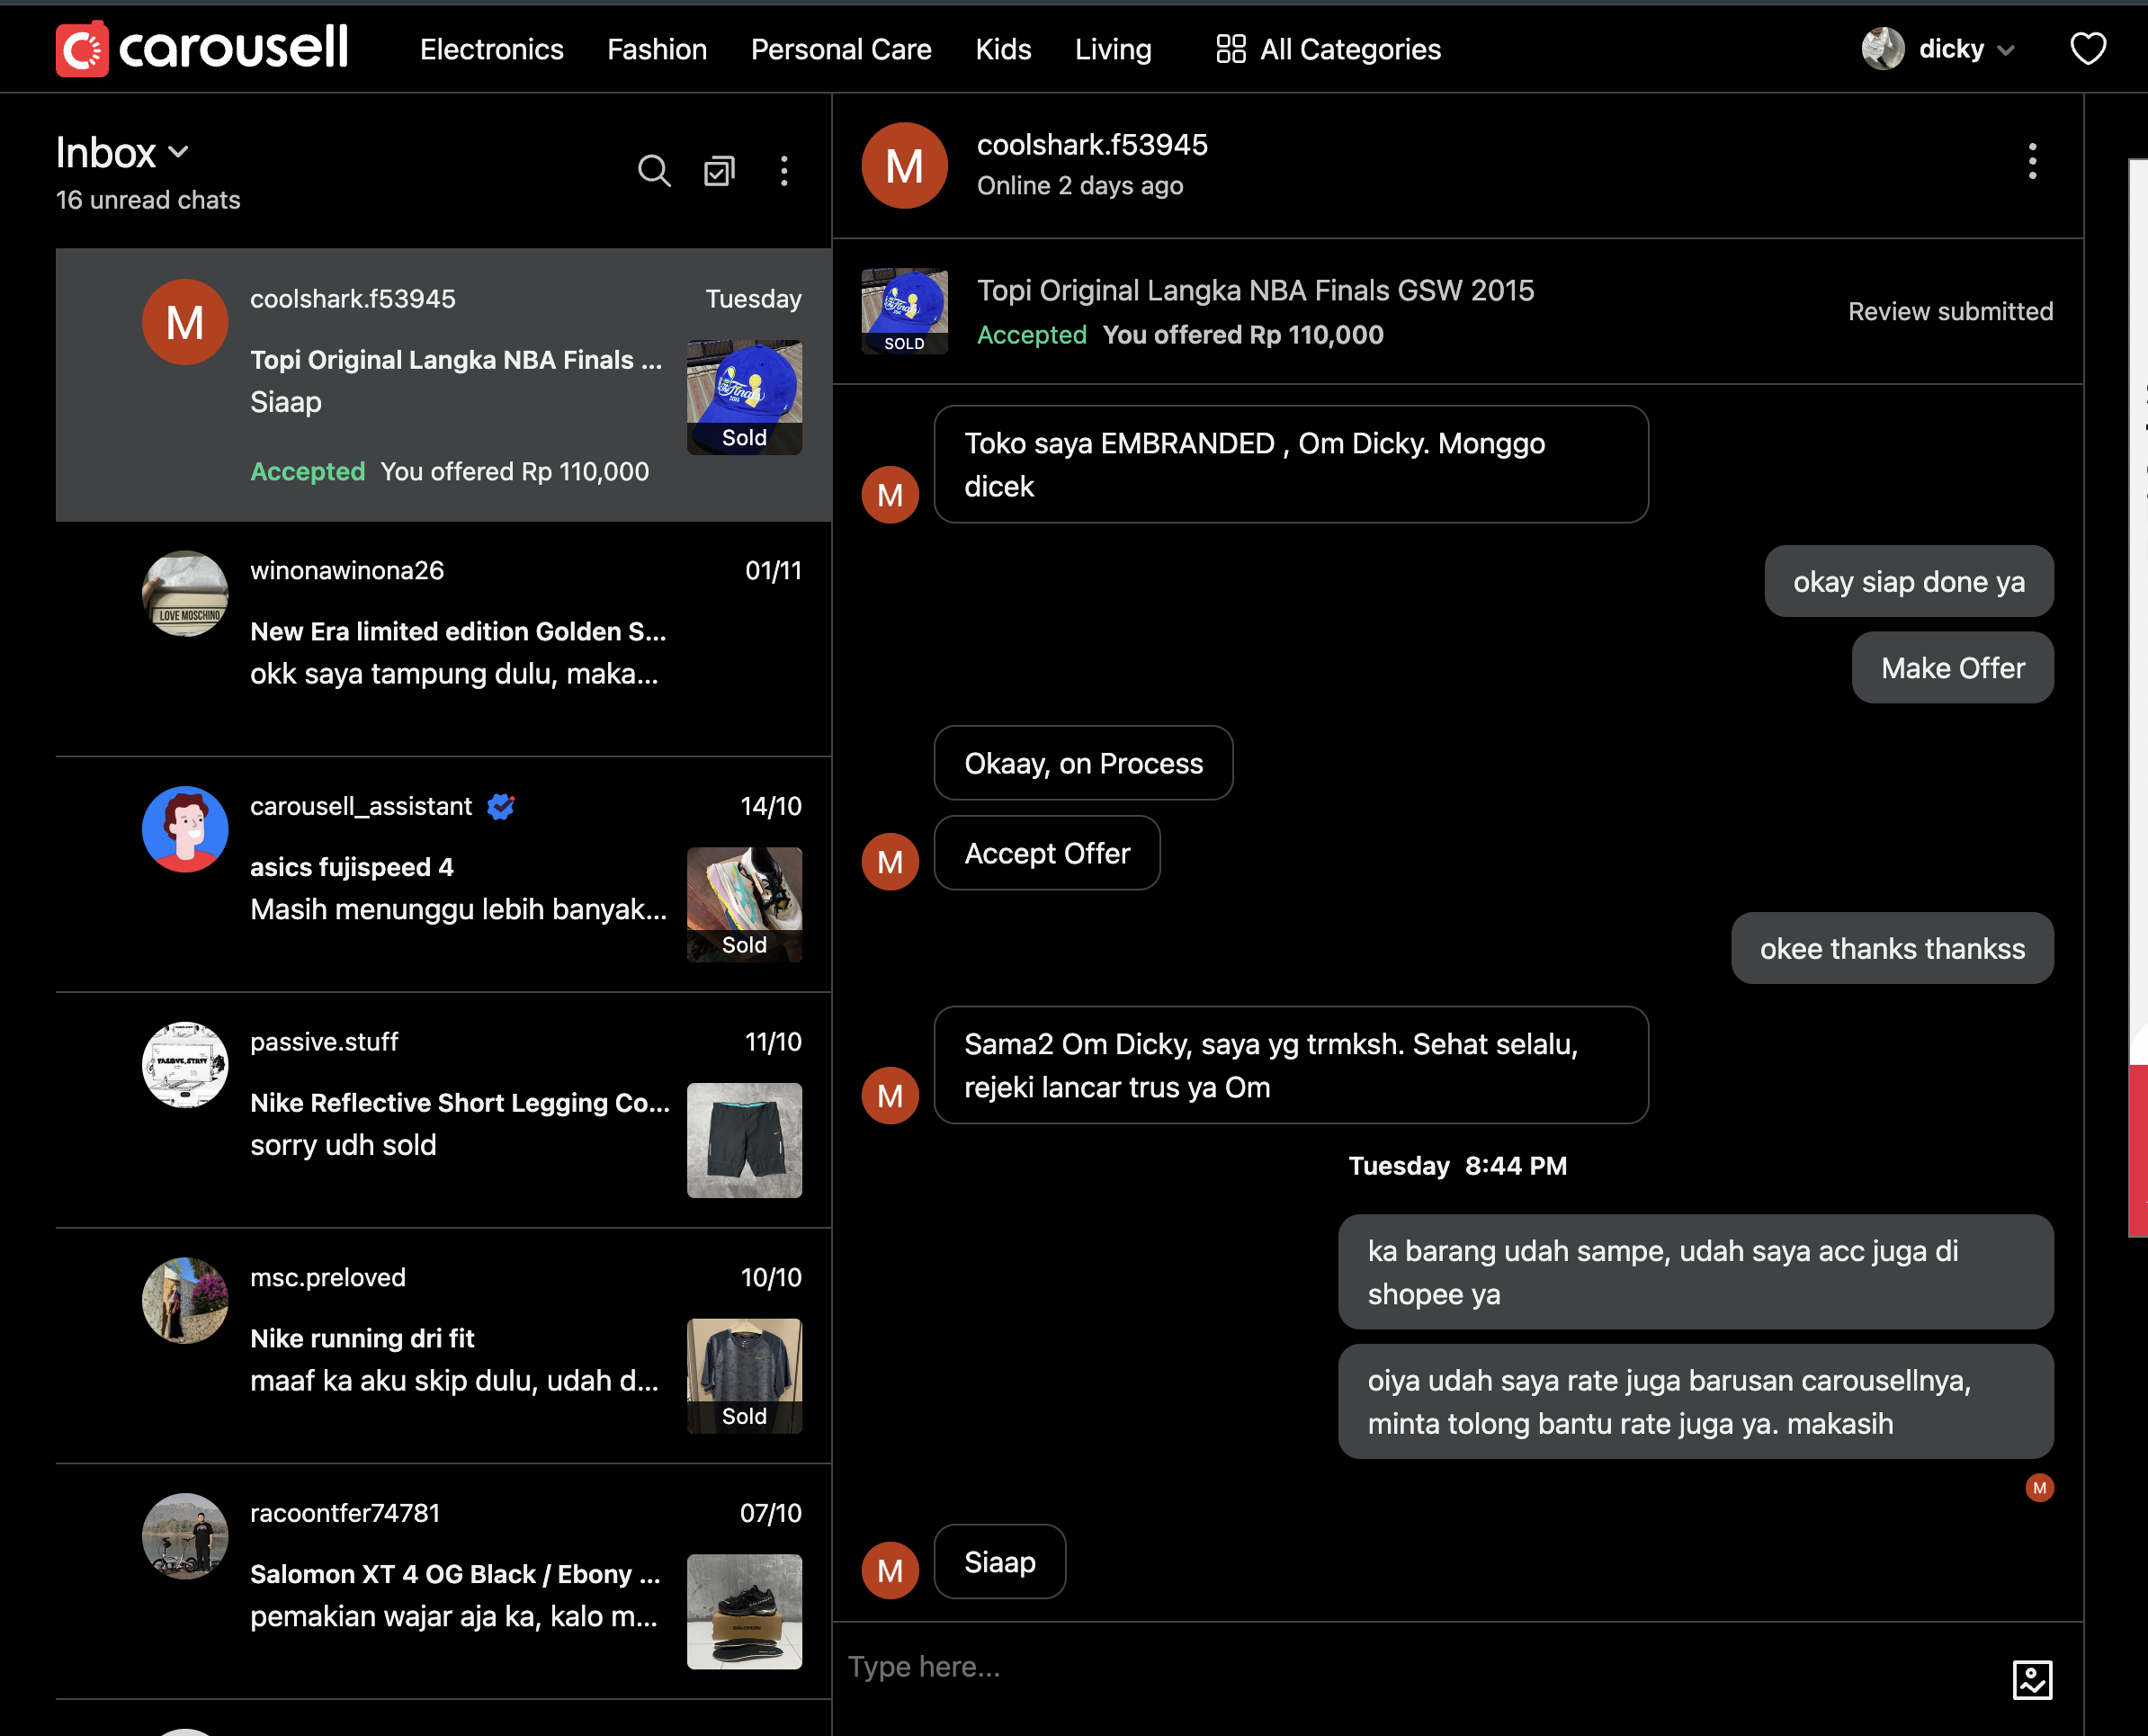 carousell
Electronics
Fashion
Personal Care
Kids
Living
All Categories
dicky
Inbox
16 unread chats
M
coolshark.f53945
Tuesday
Topi Original Langka NBA Finals ...
Siaap
Sold
Accepted You offered Rp 110,000
LOVE MOSCHINO
winonawinona26
01/11
New Era limited edition Golden S...
okk saya tampung dulu, maka...
carousell_assistant
14/10
asics fujispeed 4
Masih menunggu lebih banyak...
Sold
PASSIVE.STUFF
passive.stuff
11/10
Nike Reflective Short Legging Co...
sorry udh sold
msc.preloved
10/10
Nike running dri fit
maaf ka aku skip dulu, udah d...
Sold
racoontfer74781
07/10
Salomon XT 4 OG Black / Ebony ...
pemakian wajar aja ka, kalo m...
M
coolshark.f53945
Online 2 days ago
SOLD
Topi Original Langka NBA Finals GSW 2015
Accepted You offered Rp 110,000
Review submitted
M
Toko saya EMBRANDED , Om Dicky. Monggo
dicek
okay siap done ya
Make Offer
Okaay, on Process
M
Accept Offer
okee thanks thankss
M
Sama2 Om Dicky, saya yg trmksh. Sehat selalu,
rejeki lancar trus ya Om
Tuesday 8:44 PM
ka barang udah sampe, udah saya acc juga di
shopee ya
oiya udah saya rate juga barusan carousellnya,
minta tolong bantu rate juga ya. makasih
M
M
Siaap
Type here...